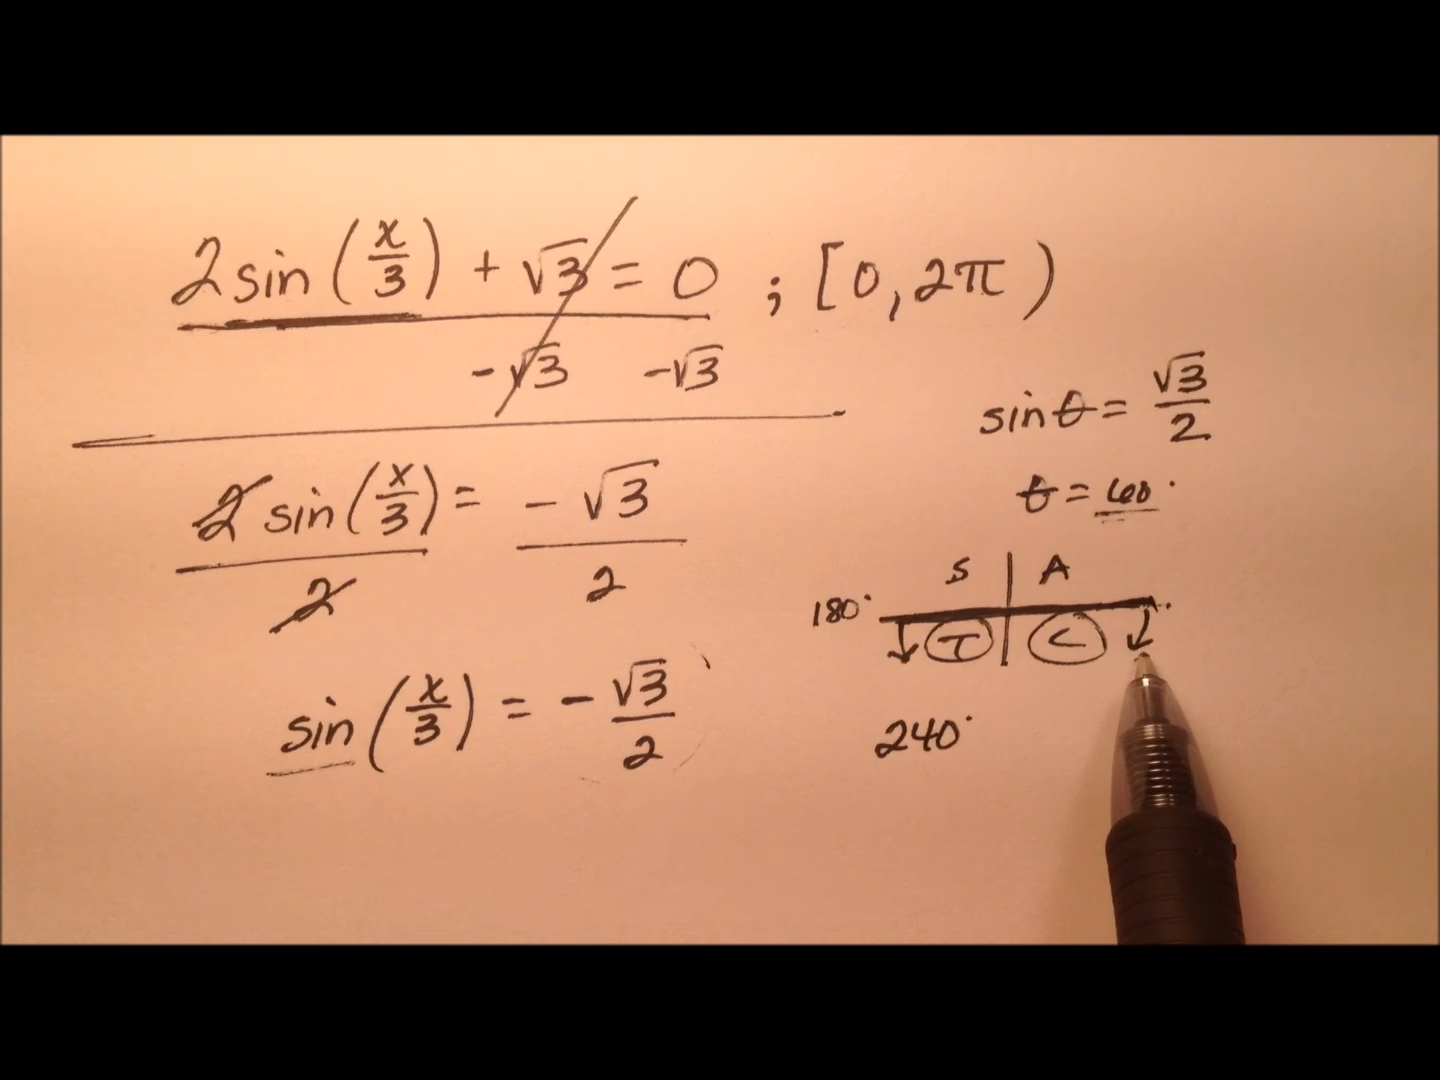 2sin(x/3) + √3 = 0 ; [0, 2π)
-√3 -√3
2sin(x/3) = -√3
2 2
sin(x/3) = -√3/2
sinθ = √3/2
θ = 60°
S A
180°
T C
240°